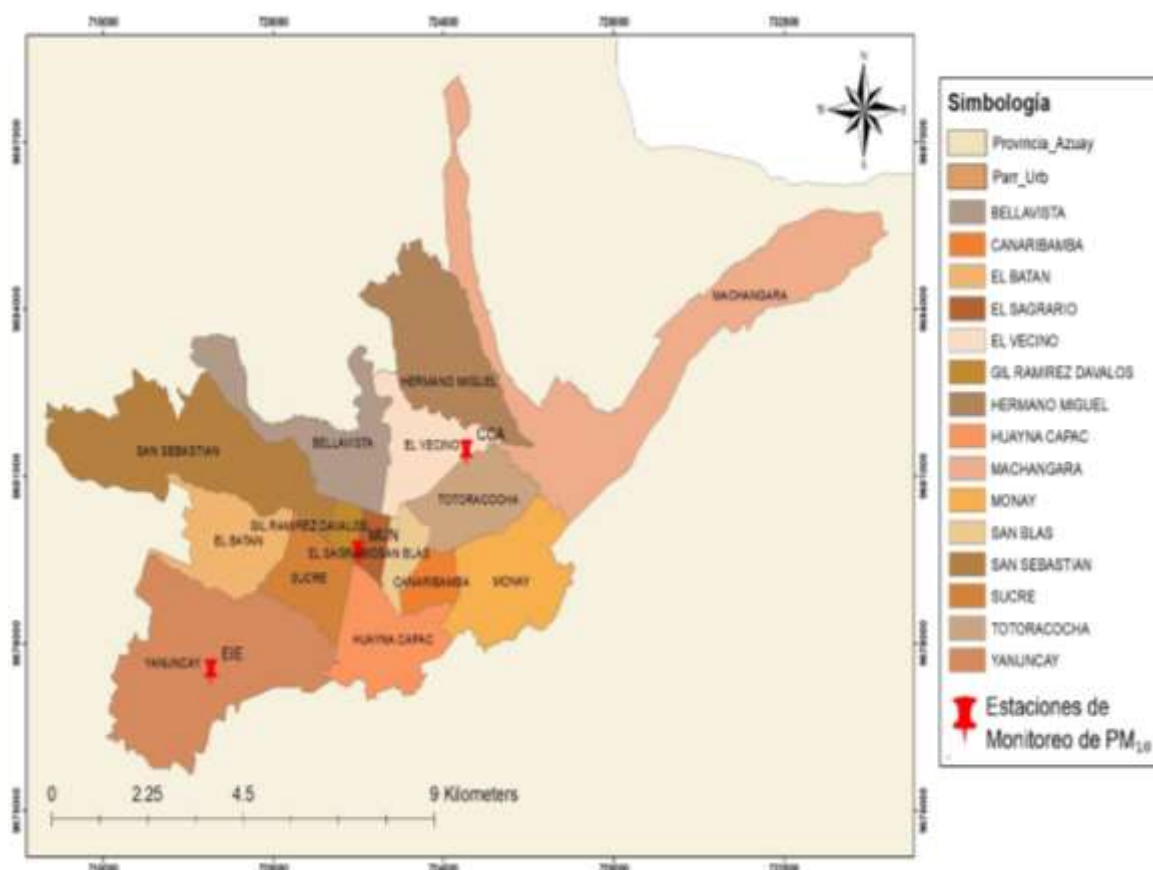 N
Simbología
Provincia_Azuay
Parr_Urb
BELLAVISTA
CANARIBAMBA
EL BATAN
EL SAGRARIO
EL VECINO
GIL RAMIREZ DAVALOS
HERMANO MIGUEL
HUAYNA CAPAC
MACHANGARA
MONAY
SAN BLAS
SAN SEBASTIAN
SUCRE
TOTORACOCHA
YANUNCAY
Estaciones de
Monitoreo de PM₁₀
MACHANGARA
HERMANO MIGUEL
BELLAVISTA
EL VECINO
CCA
SAN SEBASTIAN
TOTORACOCHA
GIL RAMIREZ DAVALOS
MUN
EL BATAN
EL SAGRARIO
SAN BLAS
SUCRE
CANARIBAMBA
MONAY
HUAYNA CAPAC
YANUNCAY
EIE
0 2.25 4.5 9 Kilometers